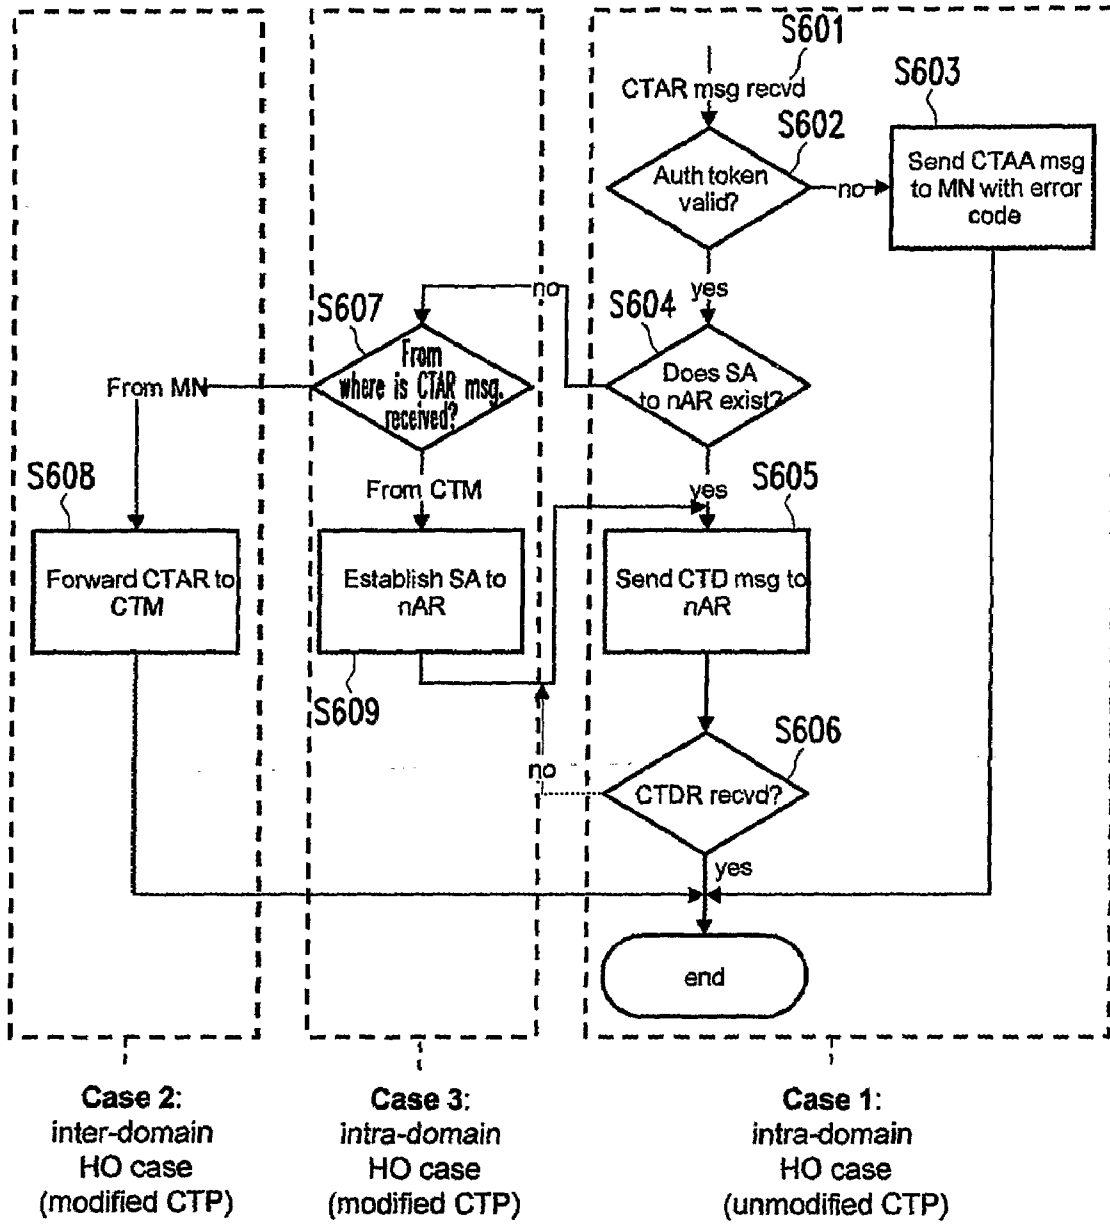 S601
CTAR msg recvd
S602
Auth token
valid?
no
S603
Send CTAA msg
to MN with error
code
yes
no
S604
Does SA
to nAR exist?
S607
From
where is CTAR msg.
received?
From MN
From CTM
yes
S605
Send CTD msg to
nAR
S608
Forward CTAR to
CTM
Establish SA to
nAR
S609
S606
CTDR recvd?
no
yes
end
Case 2:
inter-domain
HO case
(modified CTP)
Case 3:
intra-domain
HO case
(modified CTP)
Case 1:
intra-domain
HO case
(unmodified CTP)